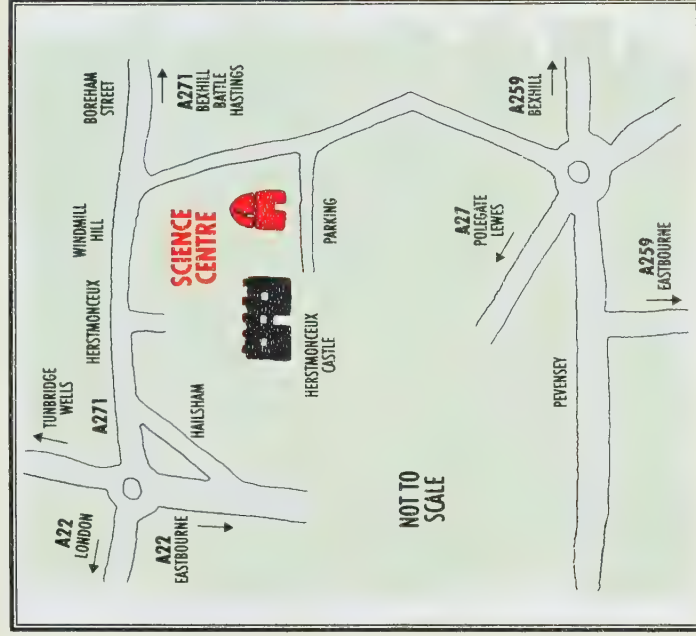 A22
LONDON
TUNBRIDGE
WELLS
A271
HERSTMONCEUX
WINDMILL
HILL
BOREHAM
STREET
A271
BEXHILL
BATTLE
HASTINGS
A22
EASTBOURNE
HAILSHAM
SCIENCE
CENTRE
HERSTMONCEUX
CASTLE
PARKING
NOT TO
SCALE
A27
POLEGATE
LEWES
A259
BEXHILL
PEVENSEY
A259
EASTBOURNE